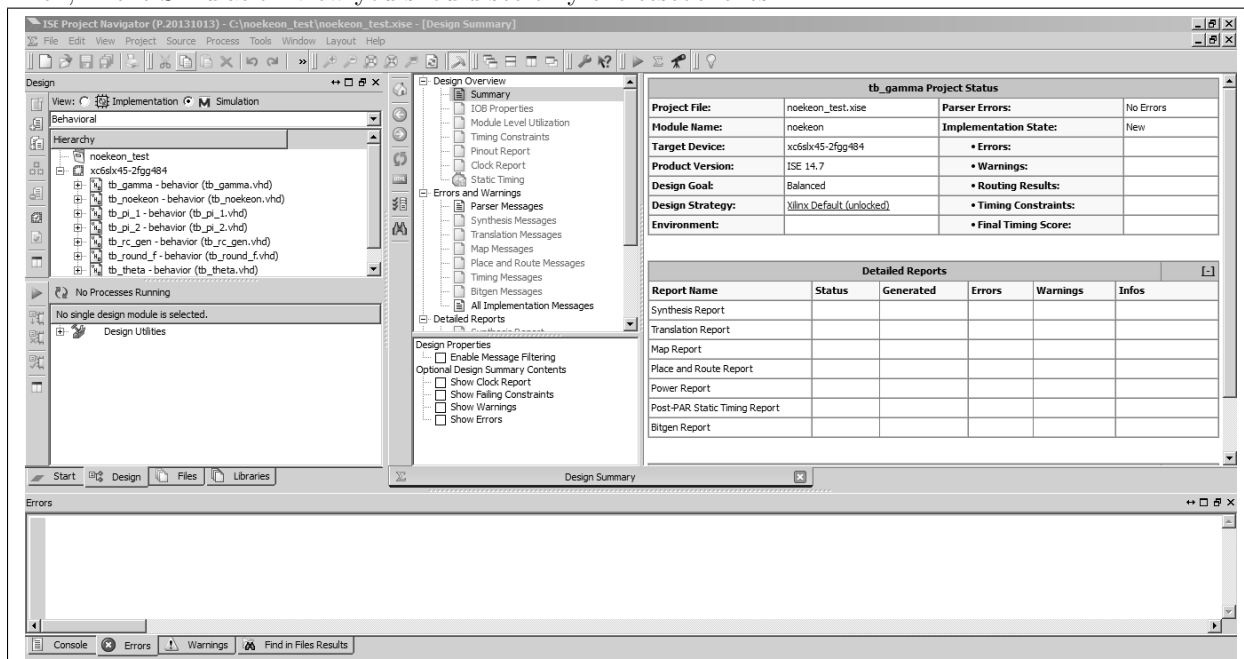 ISE Project Navigator (P.20131013) - C:\noekeon_test\noekeon_test.xise - [Design Summary]
File Edit View Project Source Process Tools Window Layout Help
Design
View: Implementation Simulation
Behavioral
Hierarchy
noekeon_test
xc6slx45-2fgg484
tb_gamma - behavior (tb_gamma.vhd)
tb_noekeon - behavior (tb_noekeon.vhd)
tb_pi_1 - behavior (tb_pi_1.vhd)
tb_pi_2 - behavior (tb_pi_2.vhd)
tb_rc_gen - behavior (tb_rc_gen.vhd)
tb_round_f - behavior (tb_round_f.vhd)
tb_theta - behavior (tb_theta.vhd)
No Processes Running
No single design module is selected.
Design Utilities
Start Design Files Libraries
Design Overview
Summary
IOB Properties
Module Level Utilization
Timing Constraints
Pinout Report
Clock Report
Static Timing
Errors and Warnings
Parser Messages
Synthesis Messages
Translation Messages
Map Messages
Place and Route Messages
Timing Messages
Bitgen Messages
All Implementation Messages
Detailed Reports
Design Properties
Enable Message Filtering
Optional Design Summary Contents
Show Clock Report
Show Failing Constraints
Show Warnings
Show Errors
Design Summary
tb_gamma Project Status
Project File: noekeon_test.xise Parser Errors: No Errors
Module Name: noekeon Implementation State: New
Target Device: xc6slx45-2fgg484 • Errors:
Product Version: ISE 14.7 • Warnings:
Design Goal: Balanced • Routing Results:
Design Strategy: Xilinx Default (unlocked) • Timing Constraints:
Environment: • Final Timing Score:
Detailed Reports [-]
Report Name Status Generated Errors Warnings Infos
Synthesis Report
Translation Report
Map Report
Place and Route Report
Power Report
Post-PAR Static Timing Report
Bitgen Report
Errors
Console Errors Warnings Find in Files Results